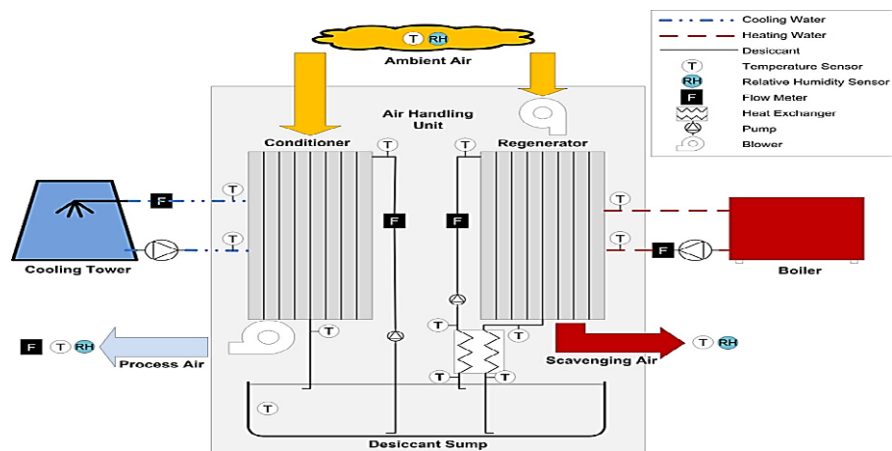 Cooling Water
Heating Water
Desiccant
T Temperature Sensor
RH Relative Humidity Sensor
F Flow Meter
Heat Exchanger
Pump
Blower
T RH
Ambient Air
Air Handling
Unit
Conditioner
Regenerator
T
T
T
T
F
F
F
T
T
F
Cooling Tower
Boiler
T
T
T
F T RH
Process Air
Scavenging Air
T RH
T
T
T
Desiccant Sump